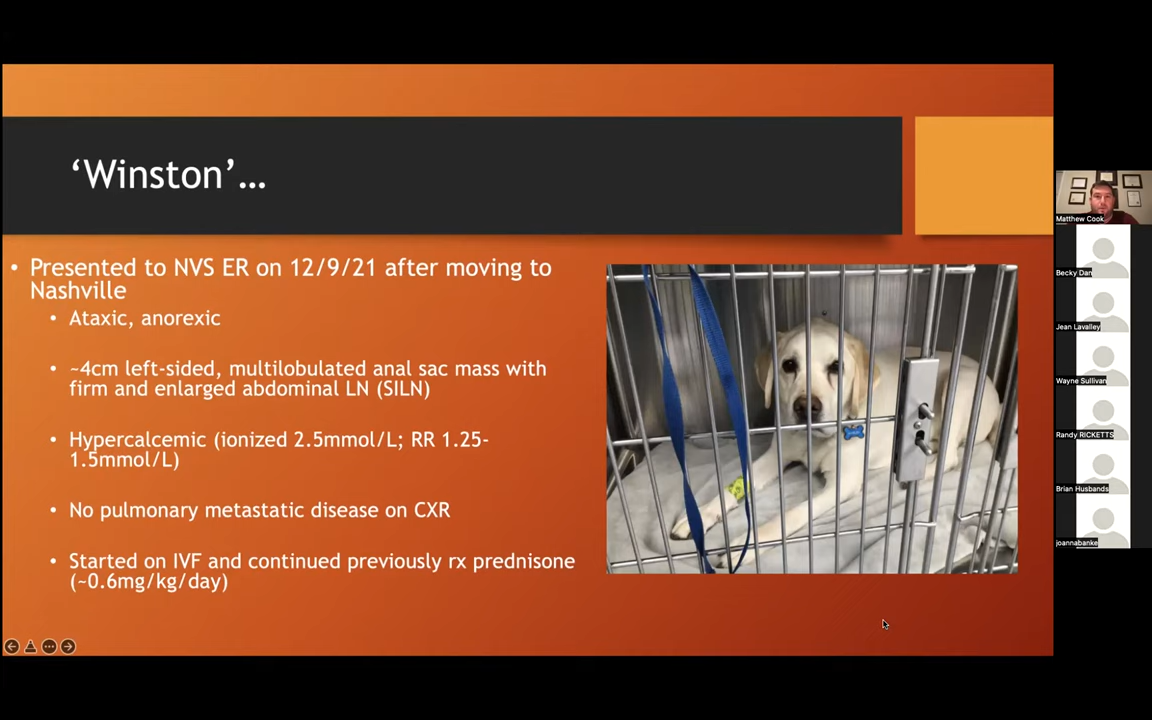 ‘Winston’...
• Presented to NVS ER on 12/9/21 after moving to
Nashville
• Ataxic, anorexic
• ~4cm left-sided, multilobulated anal sac mass with
firm and enlarged abdominal LN (SILN)
• Hypercalcemic (ionized 2.5mmol/L; RR 1.25-
1.5mmol/L)
• No pulmonary metastatic disease on CXR
• Started on IVF and continued previously rx prednisone
(~0.6mg/kg/day)
Matthew Cook
Becky Dan
Jean Lavalley
Wayne Sullivan
Randy RICKETTS
Brian Husbands
joannabanke